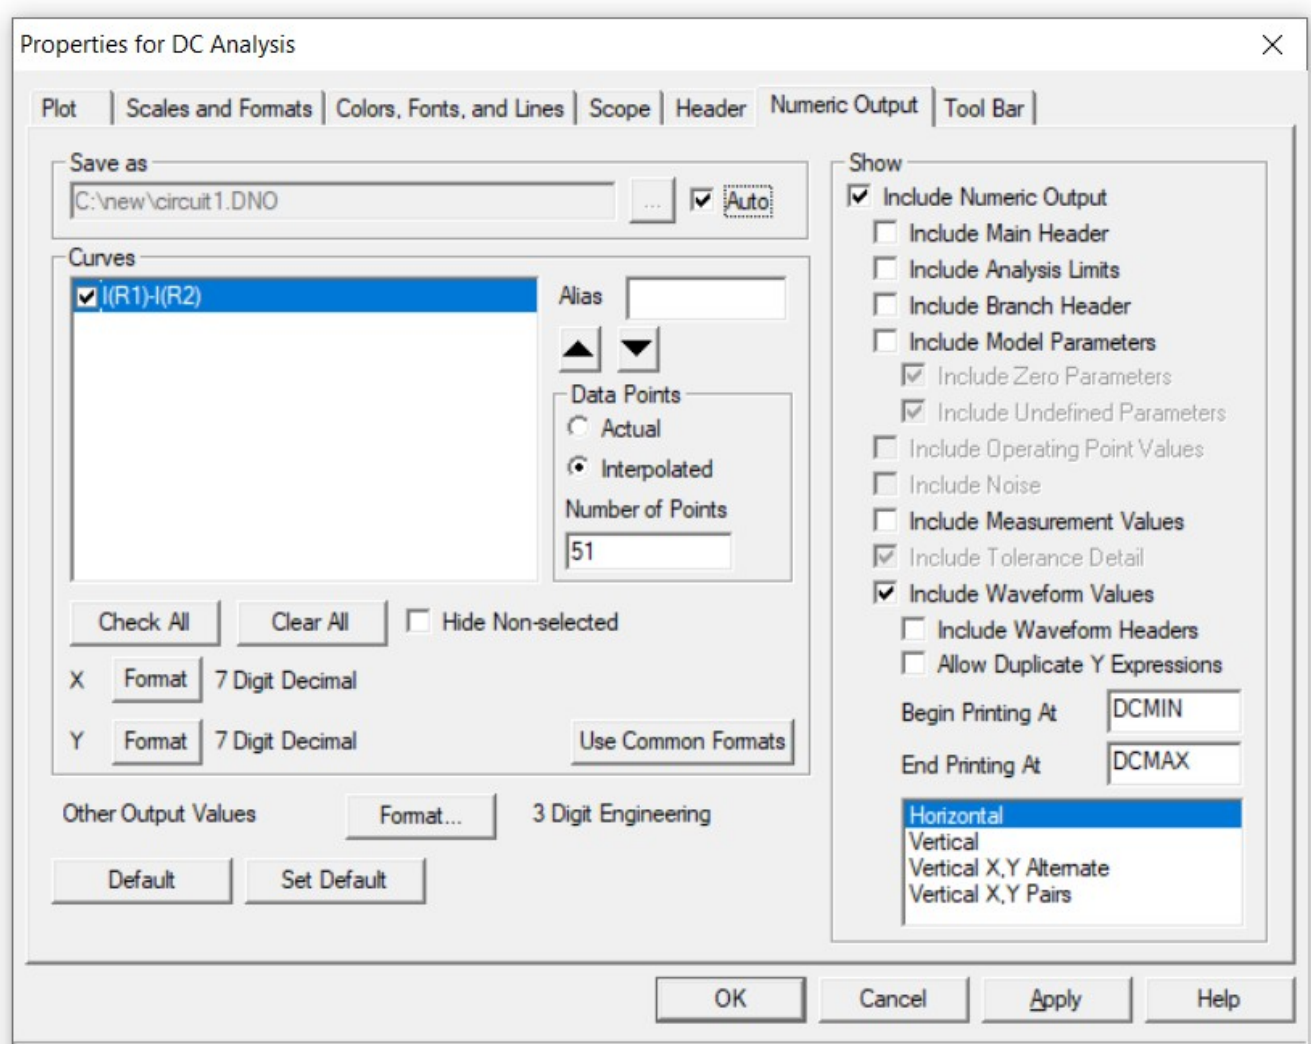 Properties for DC Analysis
Plot Scales and Formats Colors, Fonts, and Lines Scope Header Numeric Output Tool Bar
Save as
C:\new\circuit1.DNO ... Auto
Curves
I(R1)-I(R2)
Alias
Data Points
Actual
Interpolated
Number of Points
51
Check All Clear All Hide Non-selected
X Format 7 Digit Decimal
Y Format 7 Digit Decimal Use Common Formats
Other Output Values Format... 3 Digit Engineering
Default Set Default
Show
Include Numeric Output
Include Main Header
Include Analysis Limits
Include Branch Header
Include Model Parameters
Include Zero Parameters
Include Undefined Parameters
Include Operating Point Values
Include Noise
Include Measurement Values
Include Tolerance Detail
Include Waveform Values
Include Waveform Headers
Allow Duplicate Y Expressions
Begin Printing At DCMIN
End Printing At DCMAX
Horizontal
Vertical
Vertical X,Y Alternate
Vertical X,Y Pairs
OK Cancel Apply Help